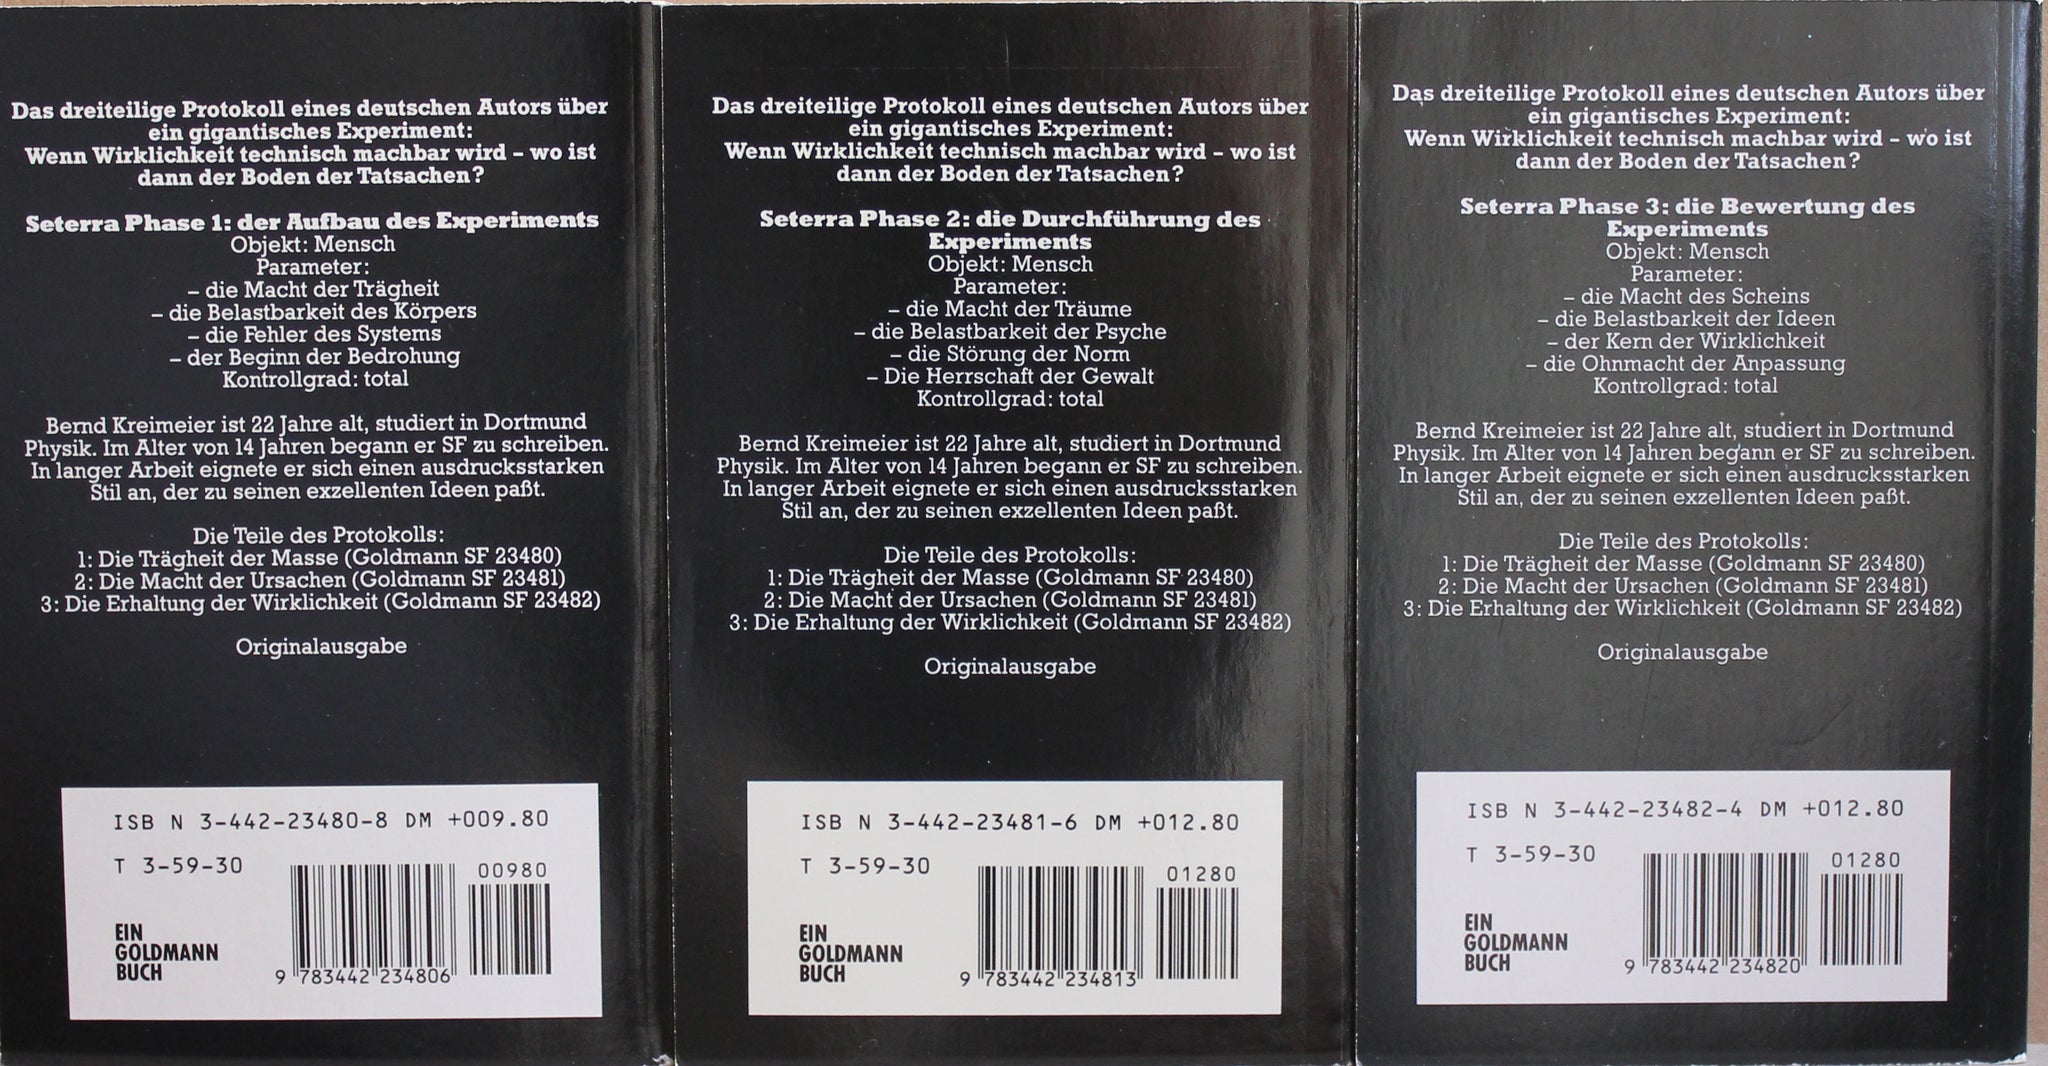 Das dreiteilige Protokoll eines deutschen Autors über
ein gigantisches Experiment:
Wenn Wirklichkeit technisch machbar wird – wo ist
dann der Boden der Tatsachen?
Seterra Phase 1: der Aufbau des Experiments
Objekt: Mensch
Parameter:
– die Macht der Trägheit
– die Belastbarkeit des Körpers
– die Fehler des Systems
– der Beginn der Bedrohung
Kontrollgrad: total
Bernd Kreimeier ist 22 Jahre alt, studiert in Dortmund
Physik. Im Alter von 14 Jahren begann er SF zu schreiben.
In langer Arbeit eignete er sich einen ausdrucksstarken
Stil an, der zu seinen exzellenten Ideen paßt.
Die Teile des Protokolls:
1: Die Trägheit der Masse (Goldmann SF 23480)
2: Die Macht der Ursachen (Goldmann SF 23481)
3: Die Erhaltung der Wirklichkeit (Goldmann SF 23482)
Originalausgabe
ISB N 3-442-23480-8 DM +009.80
T 3-59-30
00980
EIN
GOLDMANN
BUCH
9 783442 234806
Das dreiteilige Protokoll eines deutschen Autors über
ein gigantisches Experiment:
Wenn Wirklichkeit technisch machbar wird – wo ist
dann der Boden der Tatsachen?
Seterra Phase 2: die Durchführung des
Experiments
Objekt: Mensch
Parameter:
– die Macht der Träume
– die Belastbarkeit der Psyche
– die Störung der Norm
– Die Herrschaft der Gewalt
Kontrollgrad: total
Bernd Kreimeier ist 22 Jahre alt, studiert in Dortmund
Physik. Im Alter von 14 Jahren begann er SF zu schreiben.
In langer Arbeit eignete er sich einen ausdrucksstarken
Stil an, der zu seinen exzellenten Ideen paßt.
Die Teile des Protokolls:
1: Die Trägheit der Masse (Goldmann SF 23480)
2: Die Macht der Ursachen (Goldmann SF 23481)
3: Die Erhaltung der Wirklichkeit (Goldmann SF 23482)
Originalausgabe
ISB N 3-442-23481-6 DM +012.80
T 3-59-30
01280
EIN
GOLDMANN
BUCH
9 783442 234813
Das dreiteilige Protokoll eines deutschen Autors über
ein gigantisches Experiment:
Wenn Wirklichkeit technisch machbar wird – wo ist
dann der Boden der Tatsachen?
Seterra Phase 3: die Bewertung des
Experiments
Objekt: Mensch
Parameter:
– die Macht des Scheins
– die Belastbarkeit der Ideen
– der Kern der Wirklichkeit
– die Ohnmacht der Anpassung
Kontrollgrad: total
Bernd Kreimeier ist 22 Jahre alt, studiert in Dortmund
Physik. Im Alter von 14 Jahren begann er SF zu schreiben.
In langer Arbeit eignete er sich einen ausdrucksstarken
Stil an, der zu seinen exzellenten Ideen paßt.
Die Teile des Protokolls:
1: Die Trägheit der Masse (Goldmann SF 23480)
2: Die Macht der Ursachen (Goldmann SF 23481)
3: Die Erhaltung der Wirklichkeit (Goldmann SF 23482)
Originalausgabe
ISB N 3-442-23482-4 DM +012.80
T 3-59-30
01280
EIN
GOLDMANN
BUCH
9 783442 234820